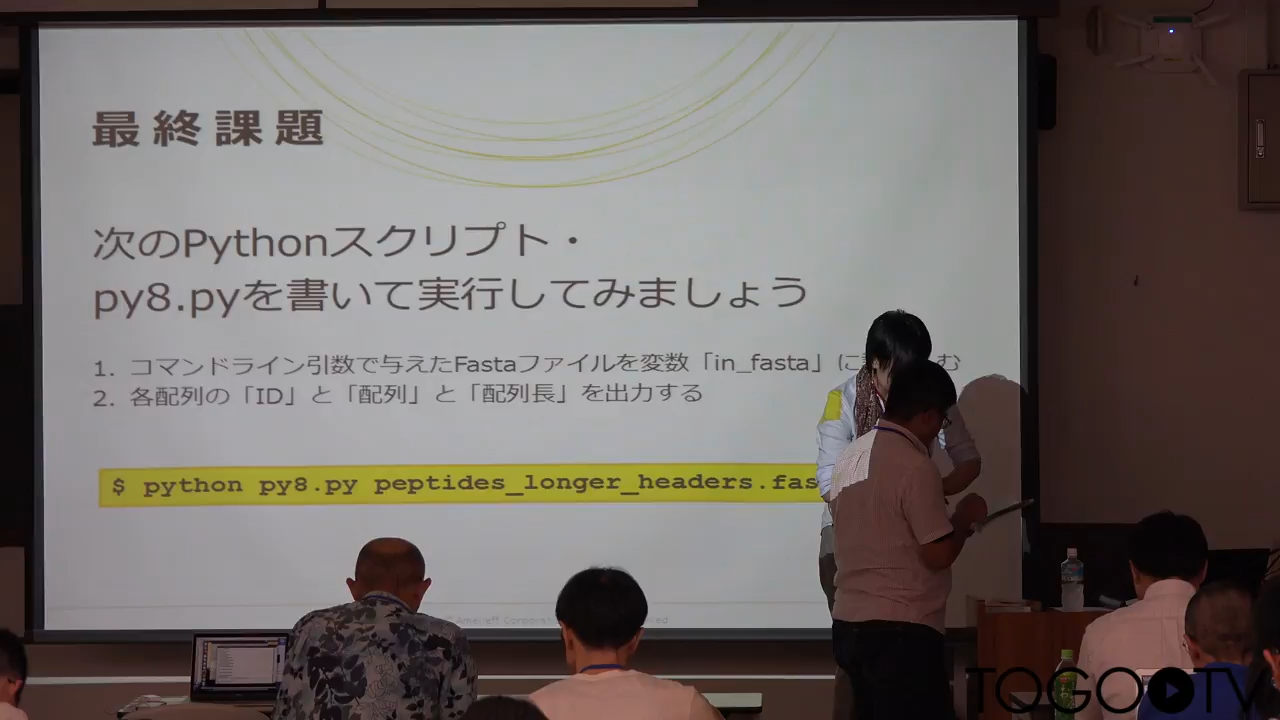 最終課題
次のPythonスクリプト・
py8.pyを書いて実行してみましょう
1. コマンドライン引数で与えたFastaファイルを変数「in_fasta」に
2. 各配列の「ID」と「配列」と「配列長」を出力する
$ python py8.py peptides_longer_headers.fas
TOGOTV